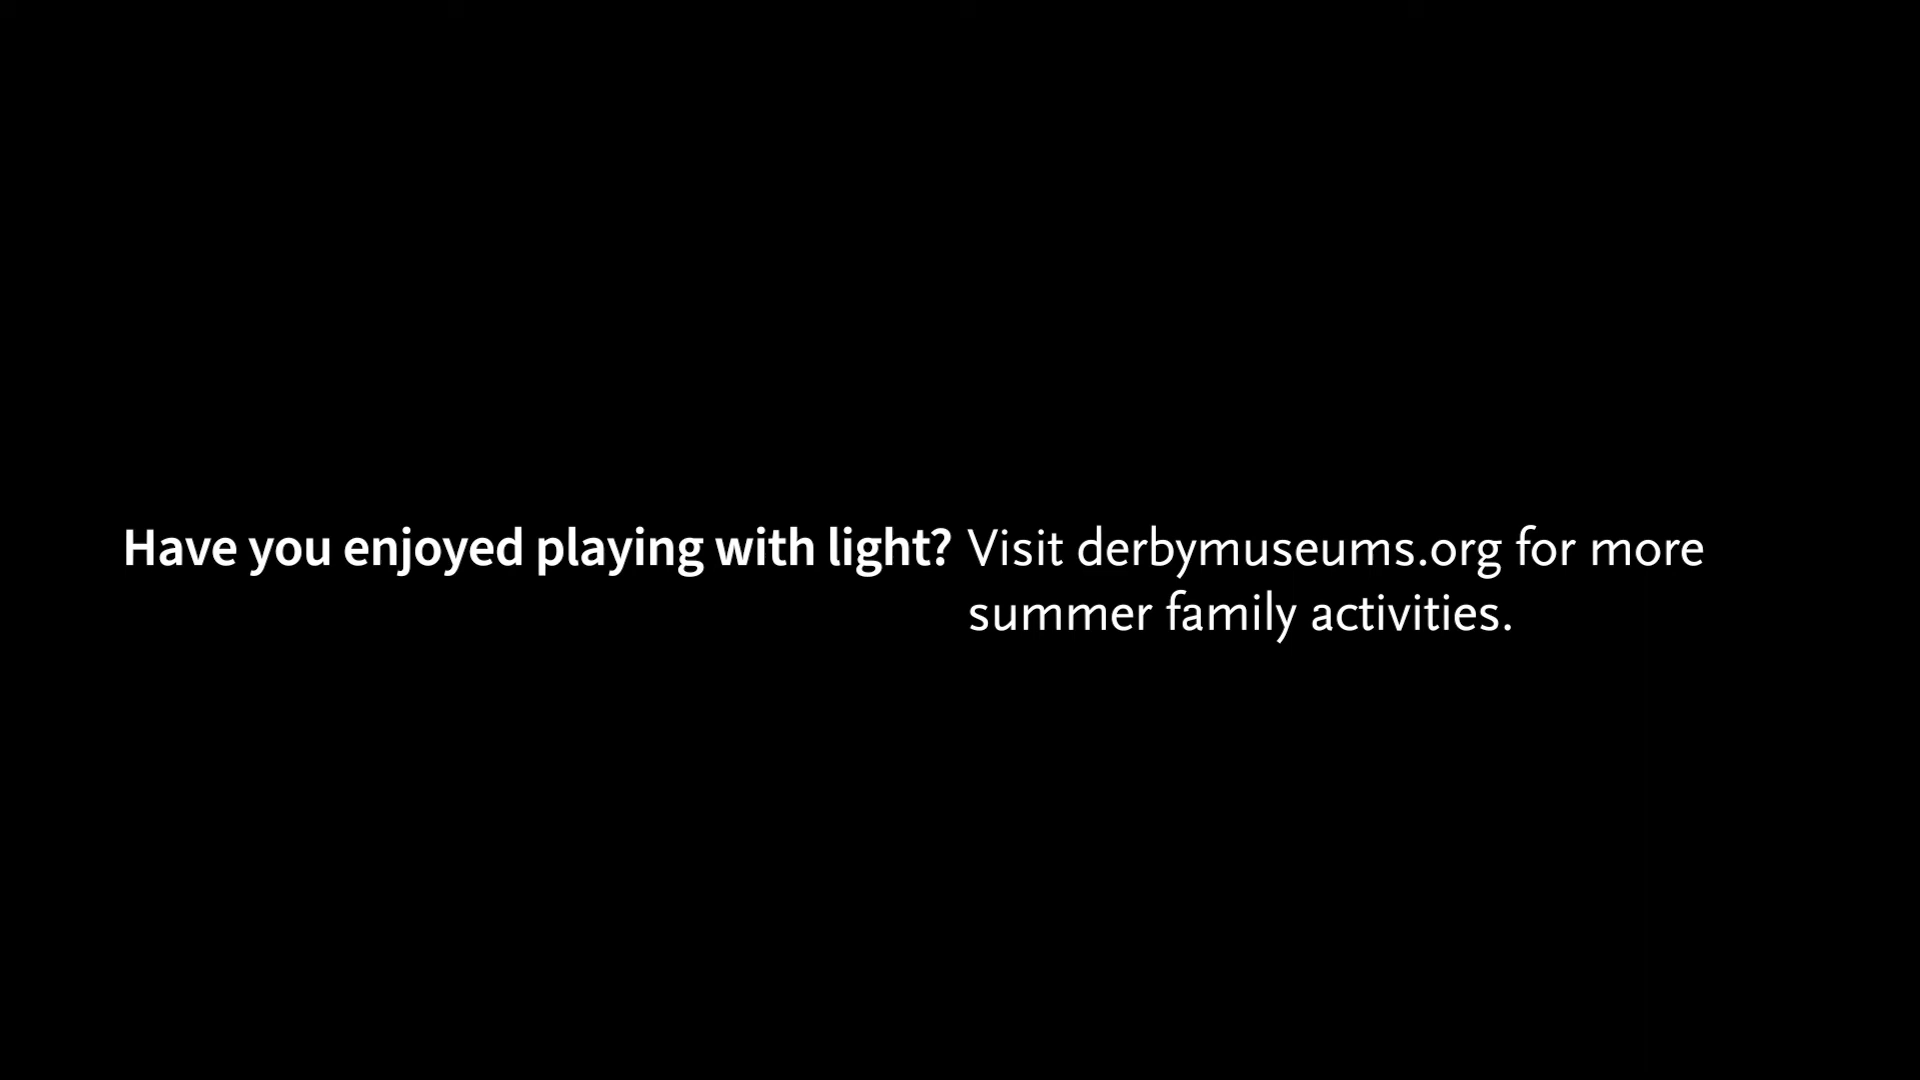 Have you enjoyed playing with light? Visit derbymuseums.org for more
summer family activities.